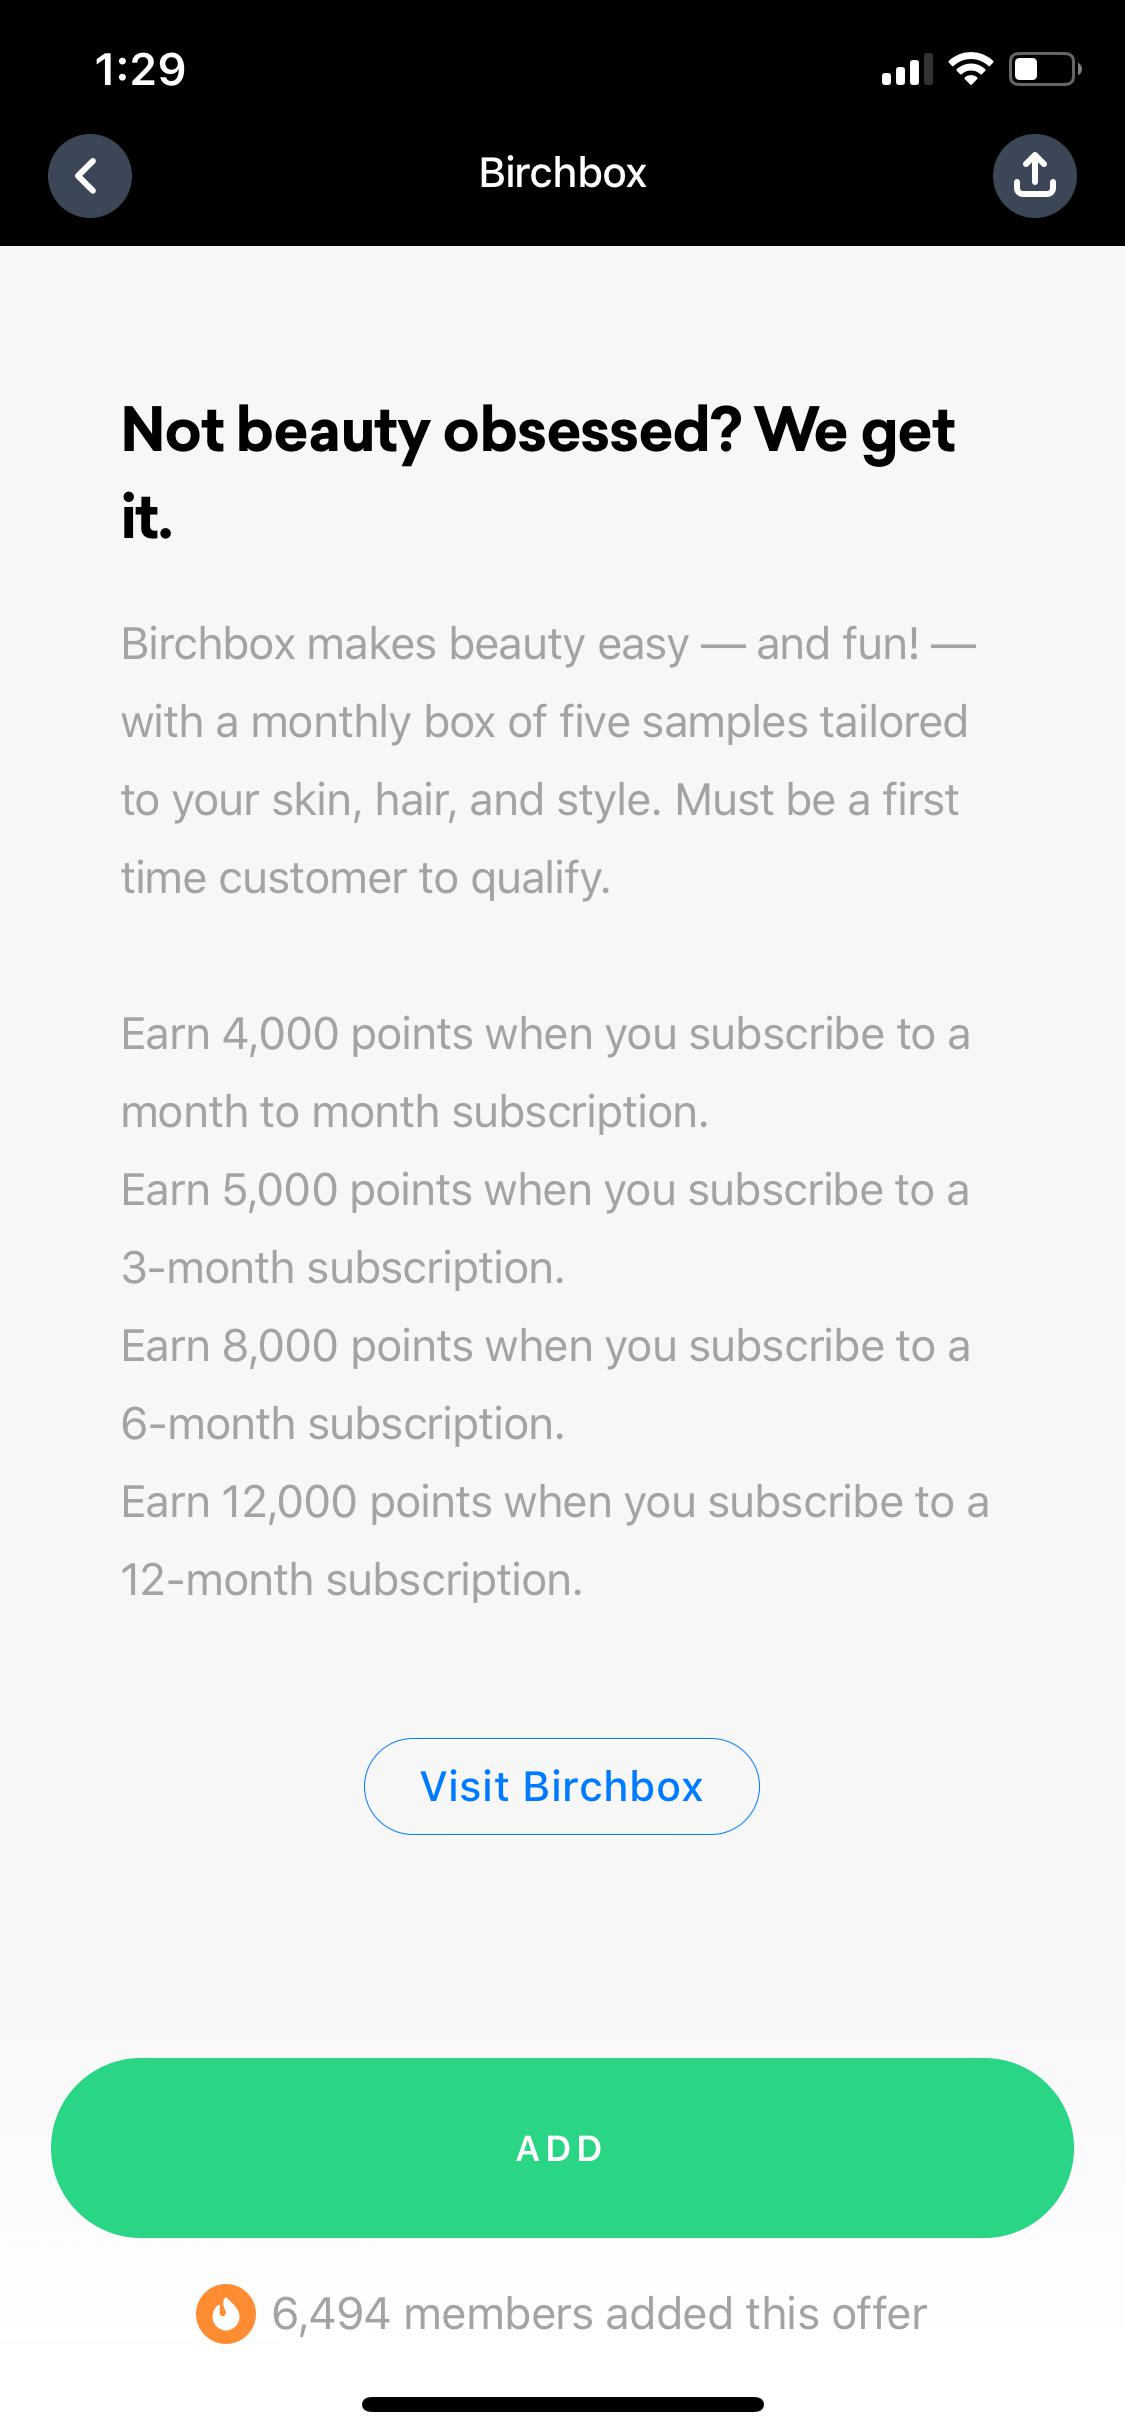 1:29
Birchbox
Not beauty obsessed? We get
it.
Birchbox makes beauty easy — and fun! —
with a monthly box of five samples tailored
to your skin, hair, and style. Must be a first
time customer to qualify.
Earn 4,000 points when you subscribe to a
month to month subscription.
Earn 5,000 points when you subscribe to a
3-month subscription.
Earn 8,000 points when you subscribe to a
6-month subscription.
Earn 12,000 points when you subscribe to a
12-month subscription.
Visit Birchbox
ADD
6,494 members added this offer